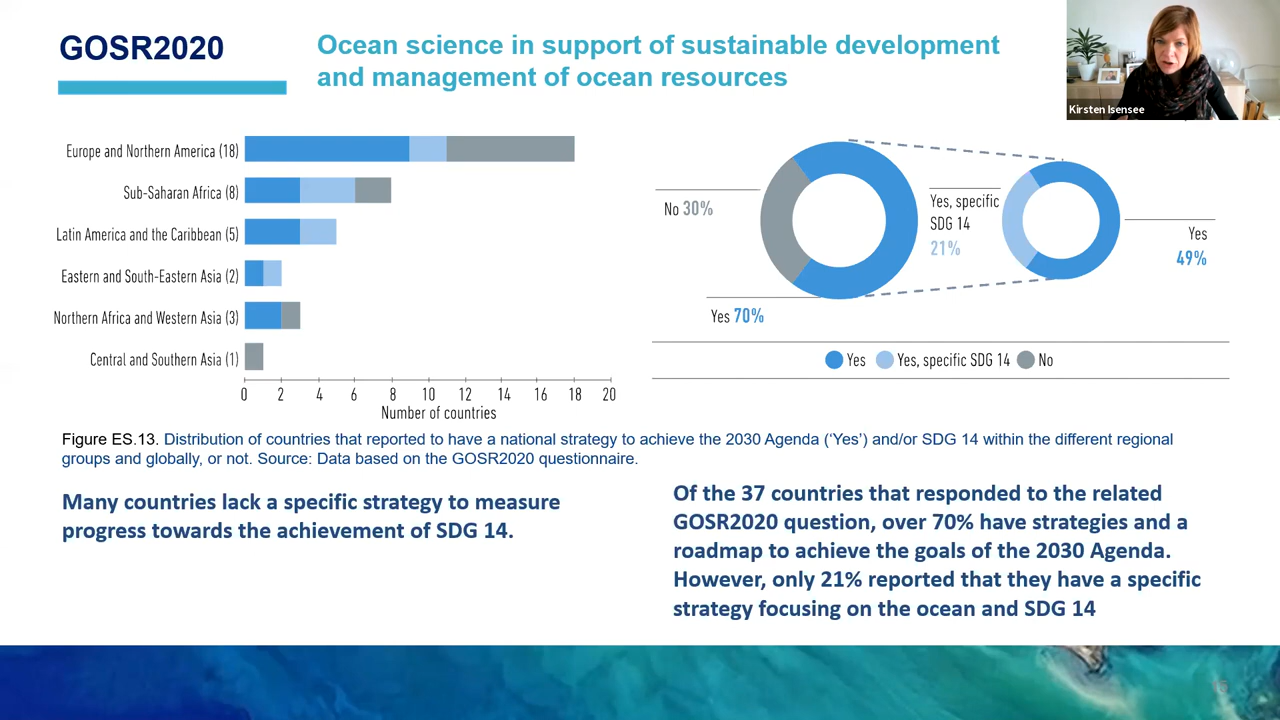 GOSR2020
Ocean science in support of sustainable development
and management of ocean resources
Kirsten Isensee
Europe and Northern America (18)
Sub-Saharan Africa (8)
Latin America and the Caribbean (5)
Eastern and South-Eastern Asia (2)
Northern Africa and Western Asia (3)
Central and Southern Asia (1)
0 2 4 6 8 10 12 14 16 18 20
Number of countries
No 30%
Yes 70%
Yes, specific
SDG 14
21%
Yes
49%
Yes Yes, specific SDG 14 No
Figure ES.13. Distribution of countries that reported to have a national strategy to achieve the 2030 Agenda (‘Yes’) and/or SDG 14 within the different regional
groups and globally, or not. Source: Data based on the GOSR2020 questionnaire.
Many countries lack a specific strategy to measure
progress towards the achievement of SDG 14.
Of the 37 countries that responded to the related
GOSR2020 question, over 70% have strategies and a
roadmap to achieve the goals of the 2030 Agenda.
However, only 21% reported that they have a specific
strategy focusing on the ocean and SDG 14